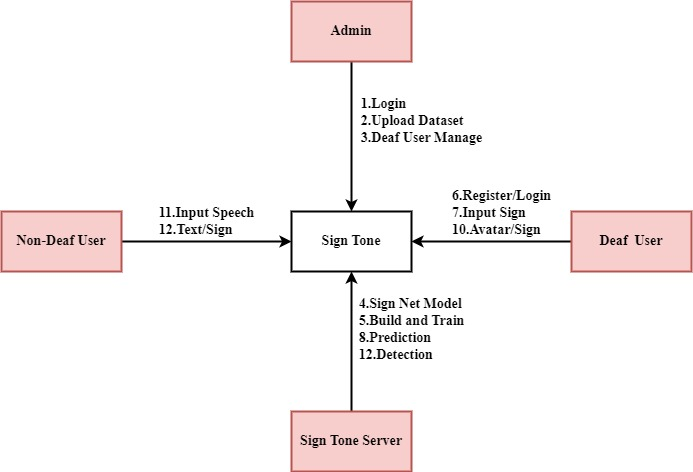 Admin
1.Login
2.Upload Dataset
3.Deaf User Manage
11.Input Speech
12.Text/Sign
6.Register/Login
7.Input Sign
10.Avatar/Sign
Non-Deaf User
Sign Tone
Deaf User
4.Sign Net Model
5.Build and Train
8.Prediction
12.Detection
Sign Tone Server